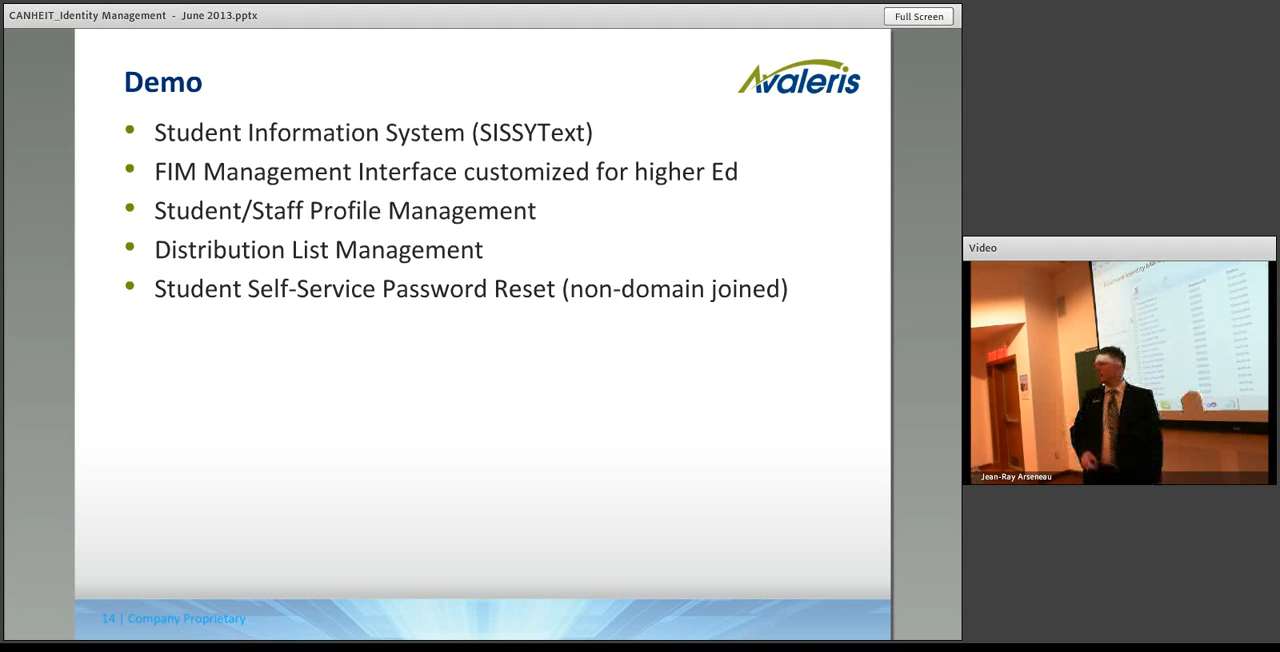 CANHEIT_Identity Management - June 2013.pptx
Full Screen
Demo
Avaleris
Student Information System (SISSYText)
FIM Management Interface customized for higher Ed
Student/Staff Profile Management
Distribution List Management
Student Self-Service Password Reset (non-domain joined)
14 | Company Proprietary
Video
Jean-Ray Arseneau